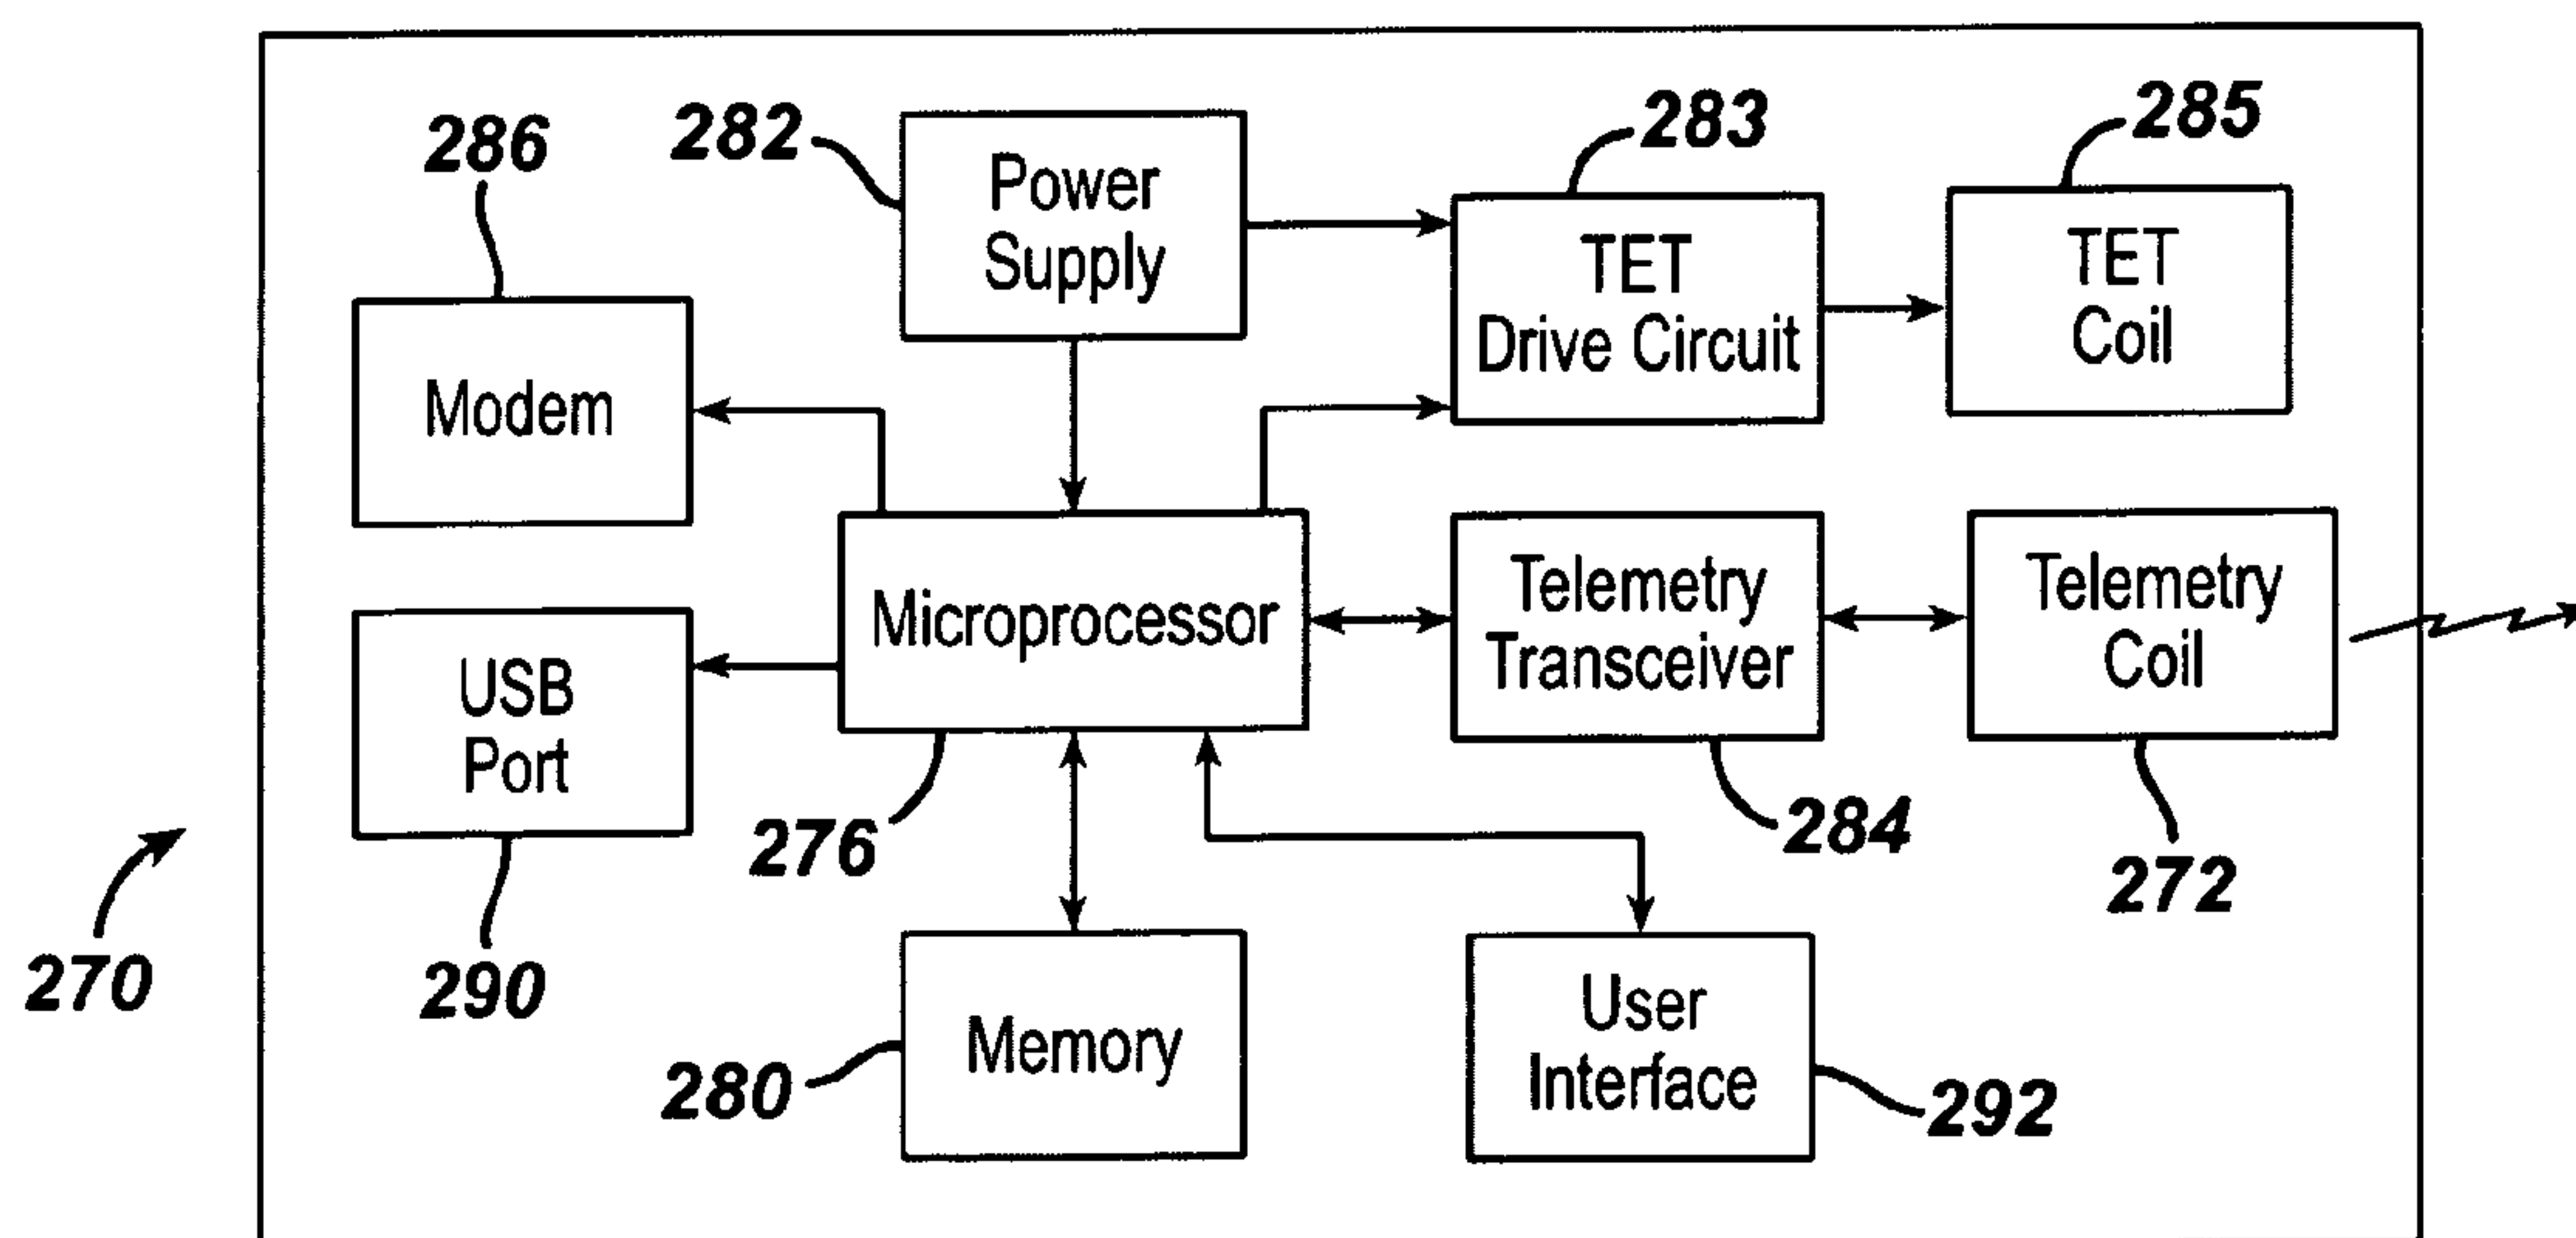 286
282
283
285
Power
Supply
TET
Drive Circuit
TET
Coil
Modem
Microprocessor
Telemetry
Transceiver
Telemetry
Coil
USB
Port
276
284
272
270
290
280
Memory
User
Interface
292